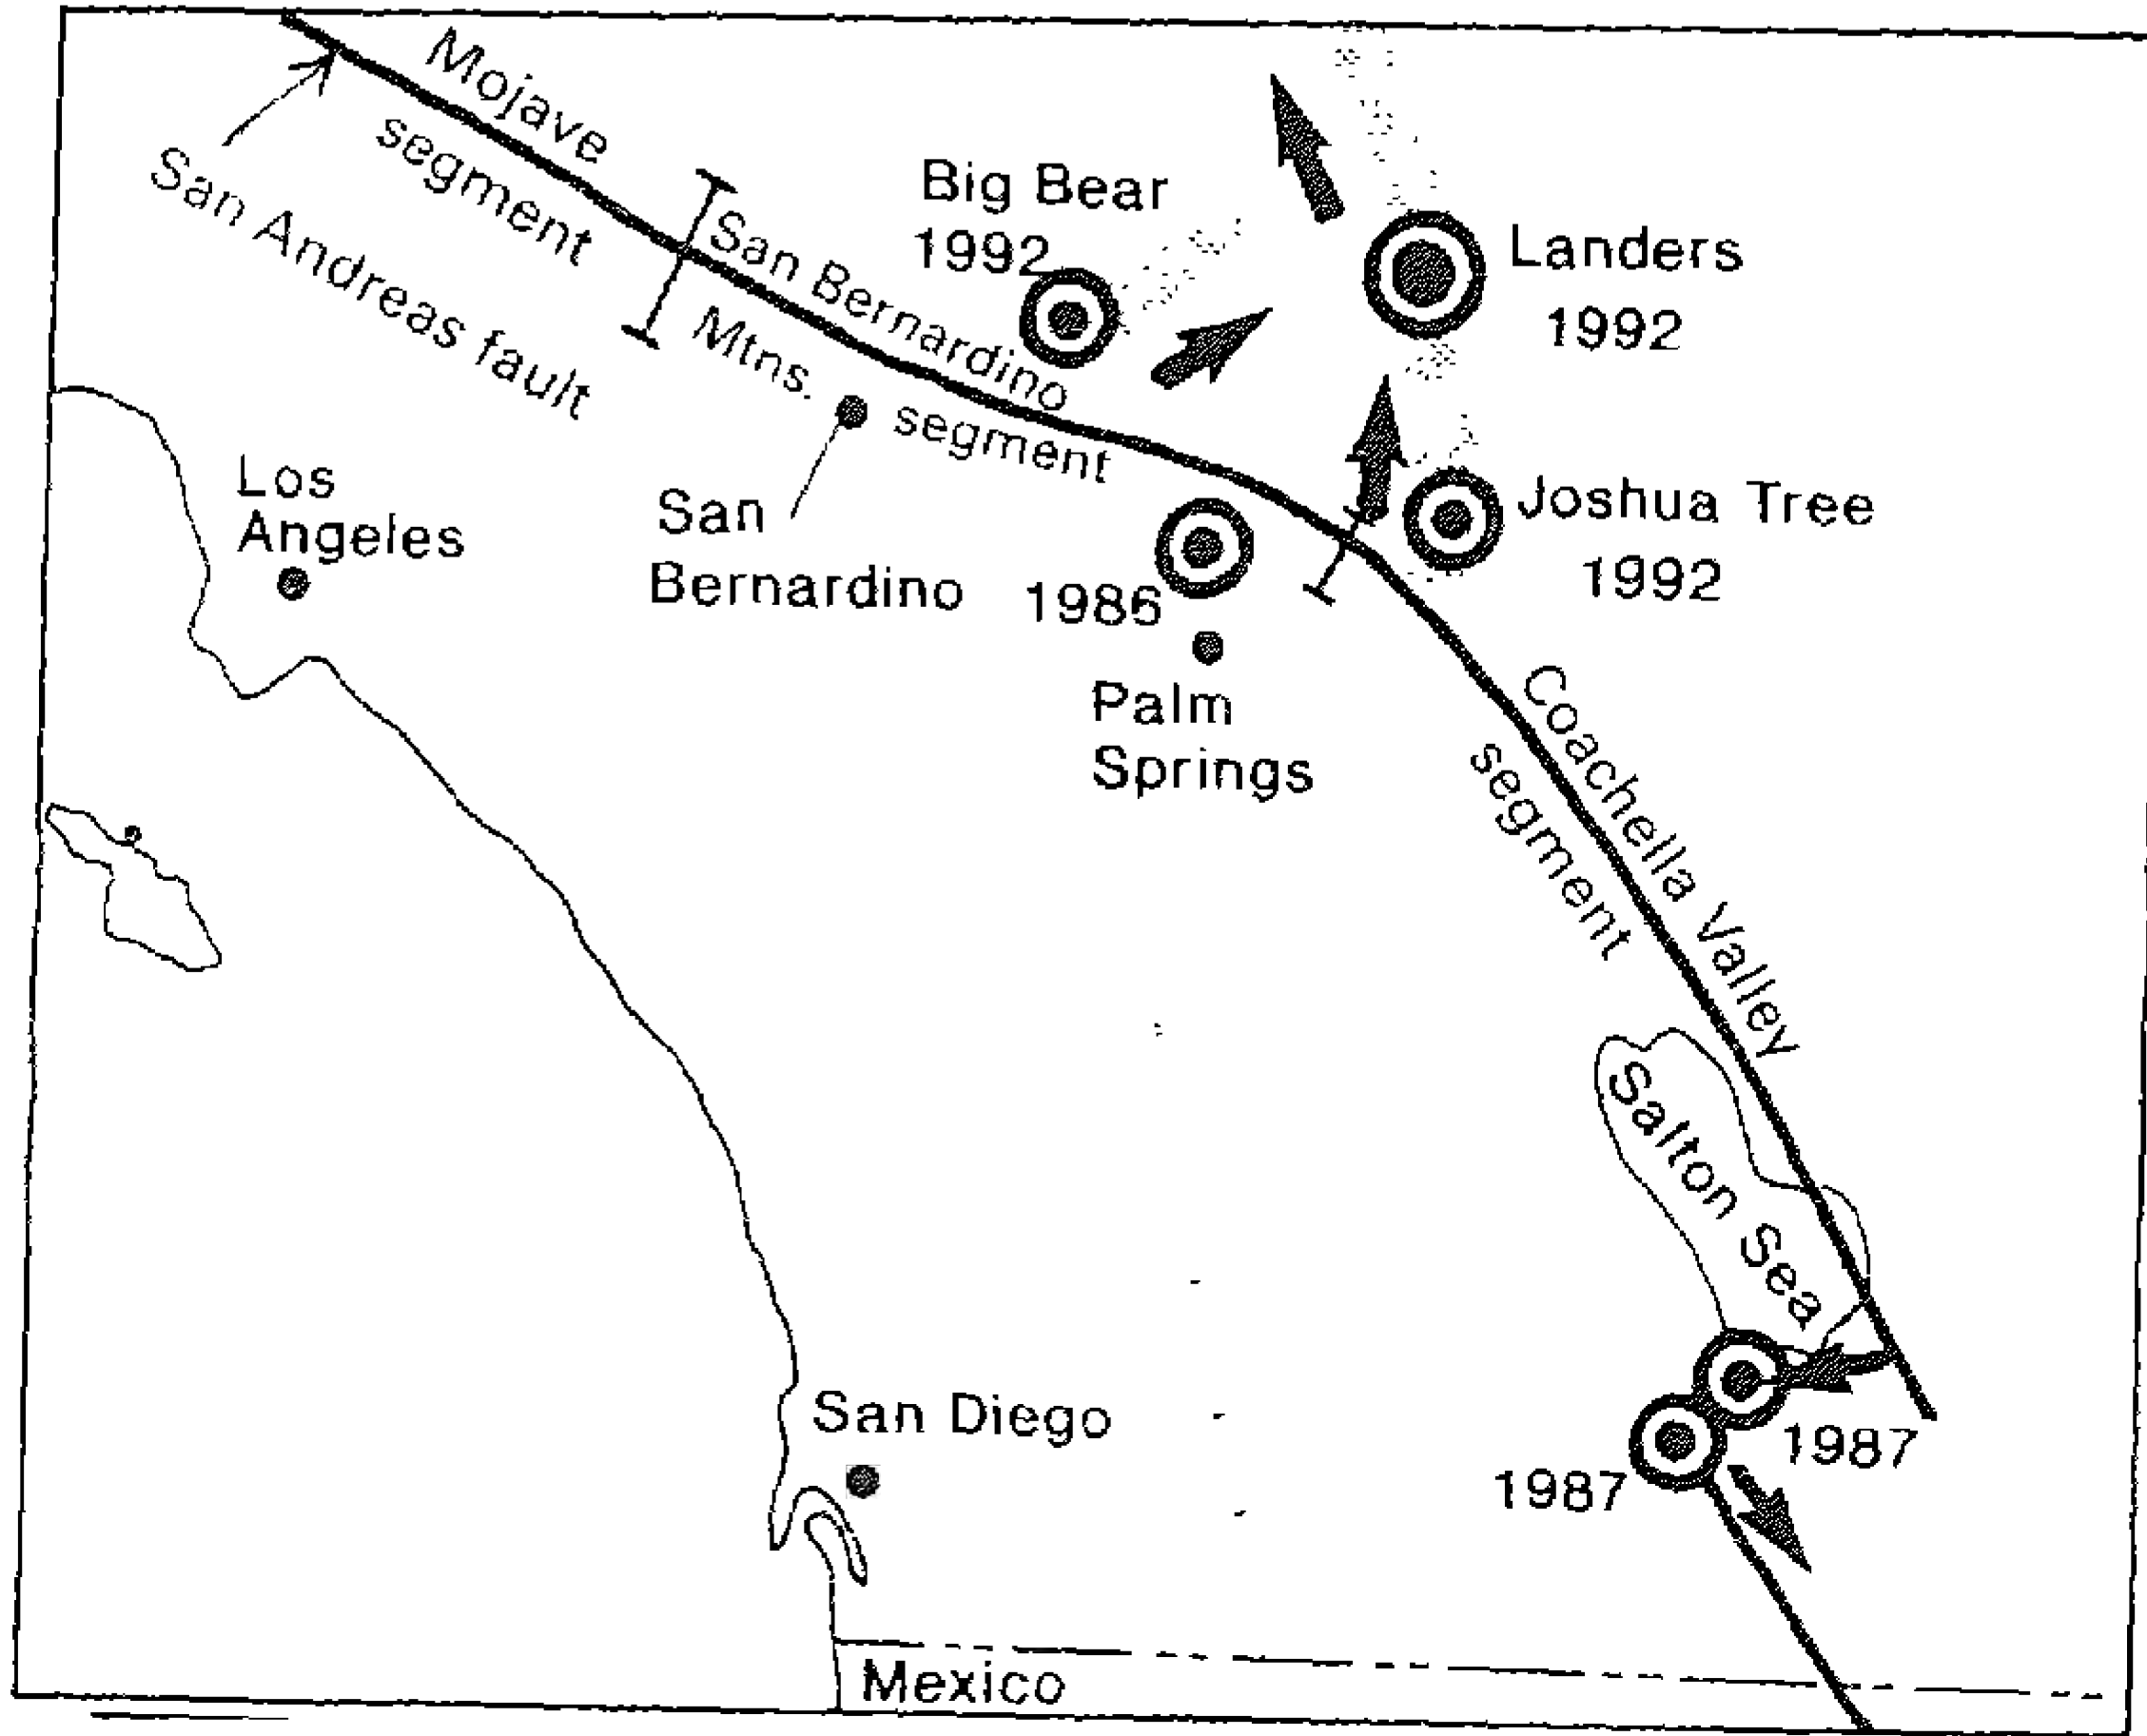 Mojave
segment
San Andreas fault
San Bernardino
Mtns. segment
Big Bear
1992
Landers
1992
Los
Angeles
San
Bernardino
1986
Joshua Tree
1992
Palm
Springs
Coachella Valley
segment
Salton Sea
1987
1987
San Diego
Mexico